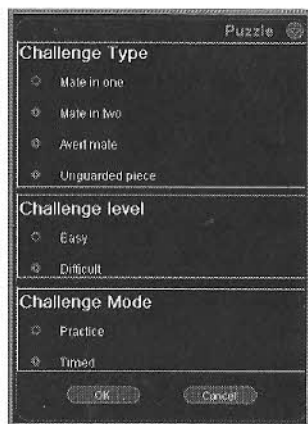 Puzzle
Challenge Type
Mate in one
Mate in two
Avert mate
Unguarded piece
Challenge level
Easy
Difficult
Challenge Mode
Practice
Timed
OK
Cancel